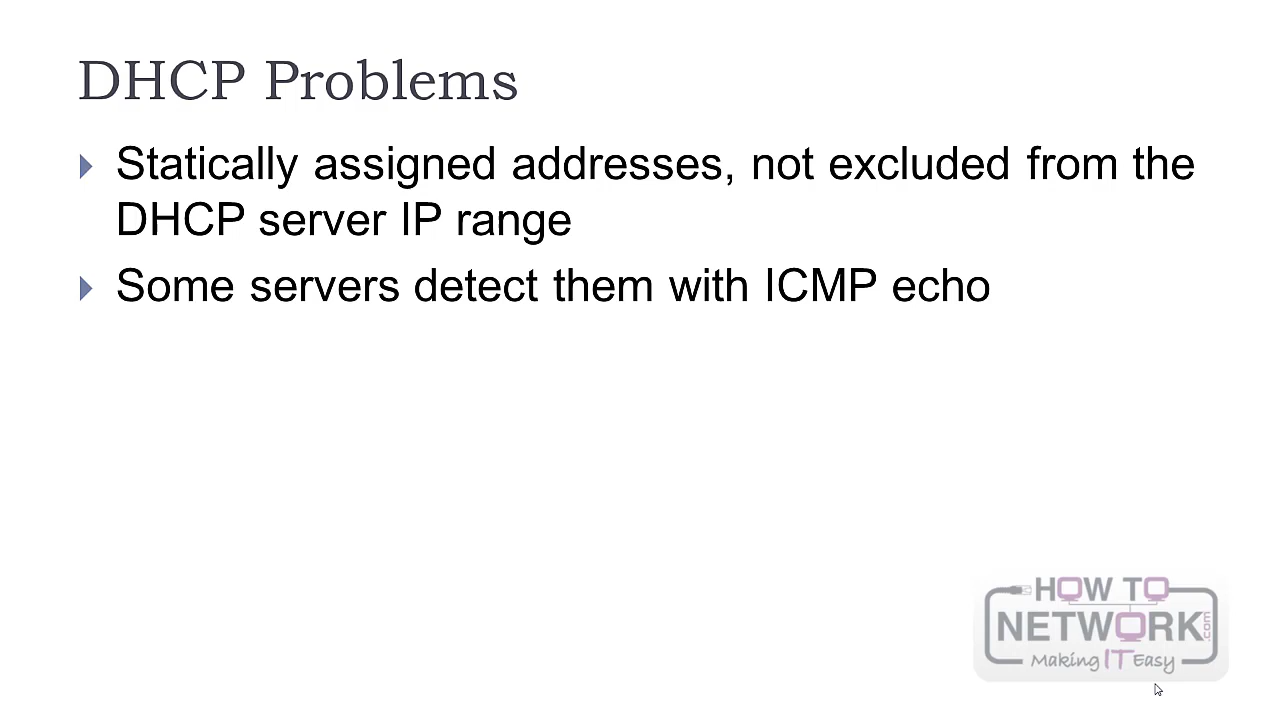 DHCP Problems
Statically assigned addresses, not excluded from the
DHCP server IP range
Some servers detect them with ICMP echo
HOW TO
NETWORK.com
Making IT Easy